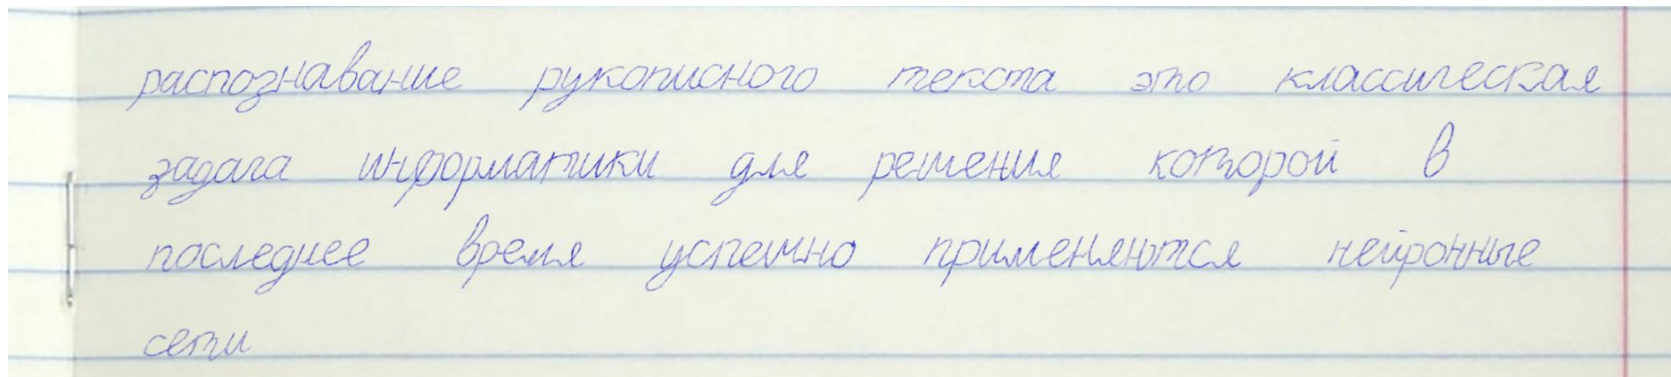 распознавание рукописного текста это классическая
задача информатики для решения которой в
последнее время успешно применяются нейронные
сети